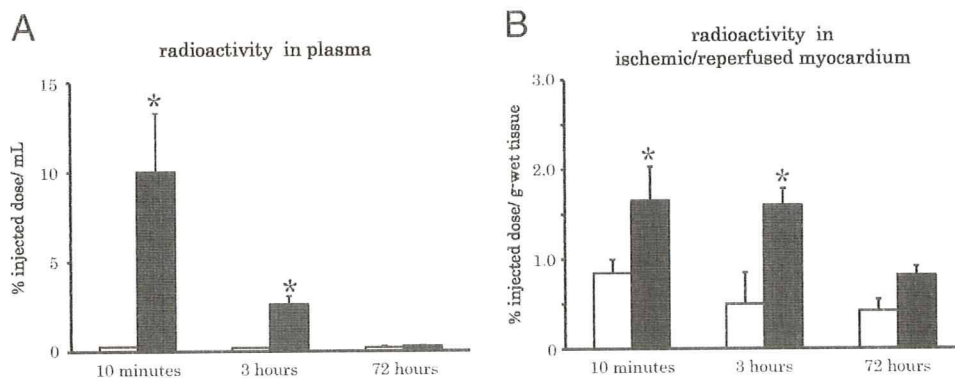 A
radioactivity in plasma
% injected dose/ mL
15
10
5
0
*
*
10 minutes
3 hours
72 hours
B
radioactivity in
ischemic/reperfused myocardium
% injected dose/ g-wet tissue
3.0
2.0
1.0
0
*
*
10 minutes
3 hours
72 hours